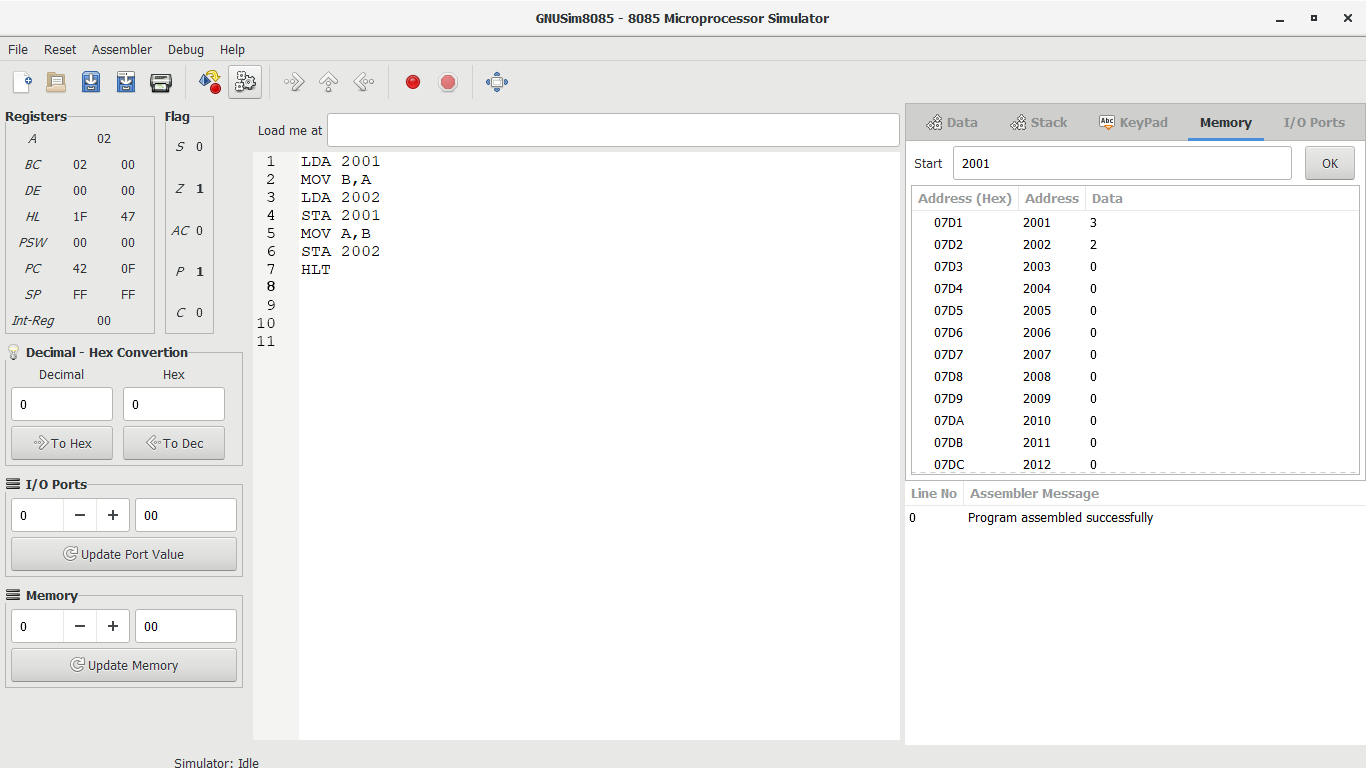 GNUSim8085 - 8085 Microprocessor Simulator
File Reset Assembler Debug Help
Registers
A 02
BC 02 00
DE 00 00
HL 1F 47
PSW 00 00
PC 42 0F
SP FF FF
Int-Reg 00
Flag
S 0
Z 1
AC 0
P 1
C 0
Decimal - Hex Convertion
Decimal Hex
0 0
To Hex To Dec
I/O Ports
0 − + 00
Update Port Value
Memory
0 − + 00
Update Memory
Load me at
1 LDA 2001
2 MOV B,A
3 LDA 2002
4 STA 2001
5 MOV A,B
6 STA 2002
7 HLT
8
9
10
11
Data Stack Abc KeyPad Memory I/O Ports
Start 2001 OK
Address (Hex) Address Data
07D1 2001 3
07D2 2002 2
07D3 2003 0
07D4 2004 0
07D5 2005 0
07D6 2006 0
07D7 2007 0
07D8 2008 0
07D9 2009 0
07DA 2010 0
07DB 2011 0
07DC 2012 0
Line No Assembler Message
0 Program assembled successfully
Simulator: Idle